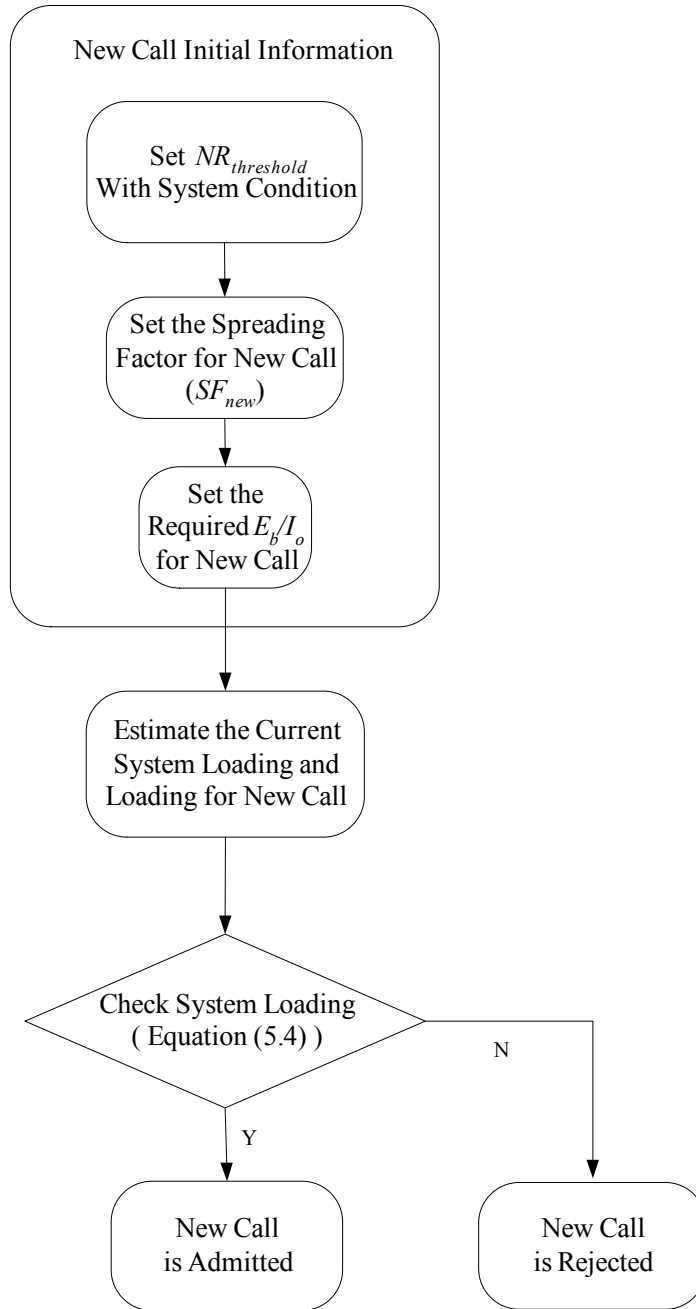 New Call Initial Information
Set NR_threshold
With System Condition
Set the Spreading
Factor for New Call
(SF_new)
Set the
Required E_b/I_o
for New Call
Estimate the Current
System Loading and
Loading for New Call
Check System Loading
( Equation (5.4) )
N
Y
New Call
is Admitted
New Call
is Rejected